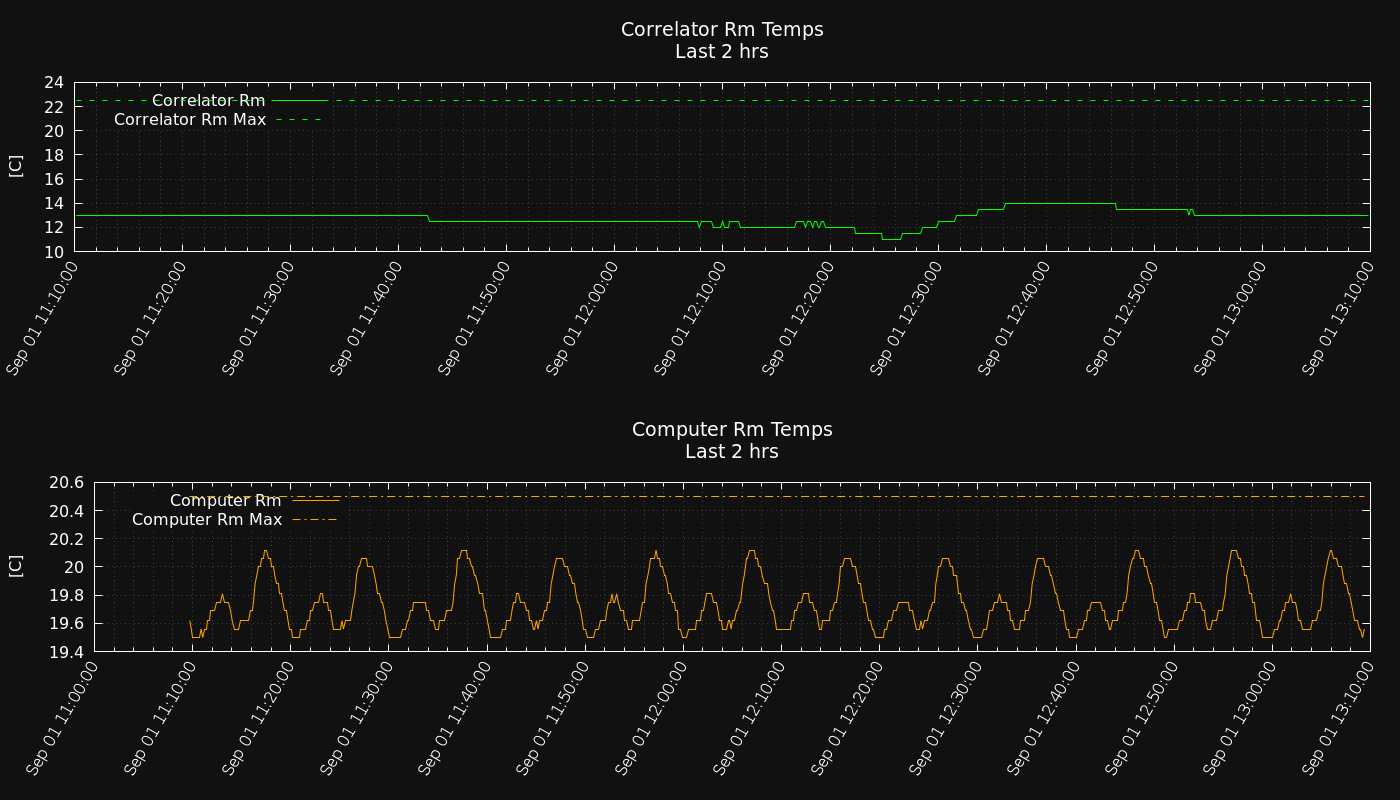 Correlator Rm Temps
Last 2 hrs
24
22
20
18
16
14
12
10
[C]
Correlator Rm
Correlator Rm Max
Sep 01 11:10:00
Sep 01 11:20:00
Sep 01 11:30:00
Sep 01 11:40:00
Sep 01 11:50:00
Sep 01 12:00:00
Sep 01 12:10:00
Sep 01 12:20:00
Sep 01 12:30:00
Sep 01 12:40:00
Sep 01 12:50:00
Sep 01 13:00:00
Sep 01 13:10:00
Computer Rm Temps
Last 2 hrs
20.6
20.4
20.2
20
19.8
19.6
19.4
[C]
Computer Rm
Computer Rm Max
Sep 01 11:00:00
Sep 01 11:10:00
Sep 01 11:20:00
Sep 01 11:30:00
Sep 01 11:40:00
Sep 01 11:50:00
Sep 01 12:00:00
Sep 01 12:10:00
Sep 01 12:20:00
Sep 01 12:30:00
Sep 01 12:40:00
Sep 01 12:50:00
Sep 01 13:00:00
Sep 01 13:10:00